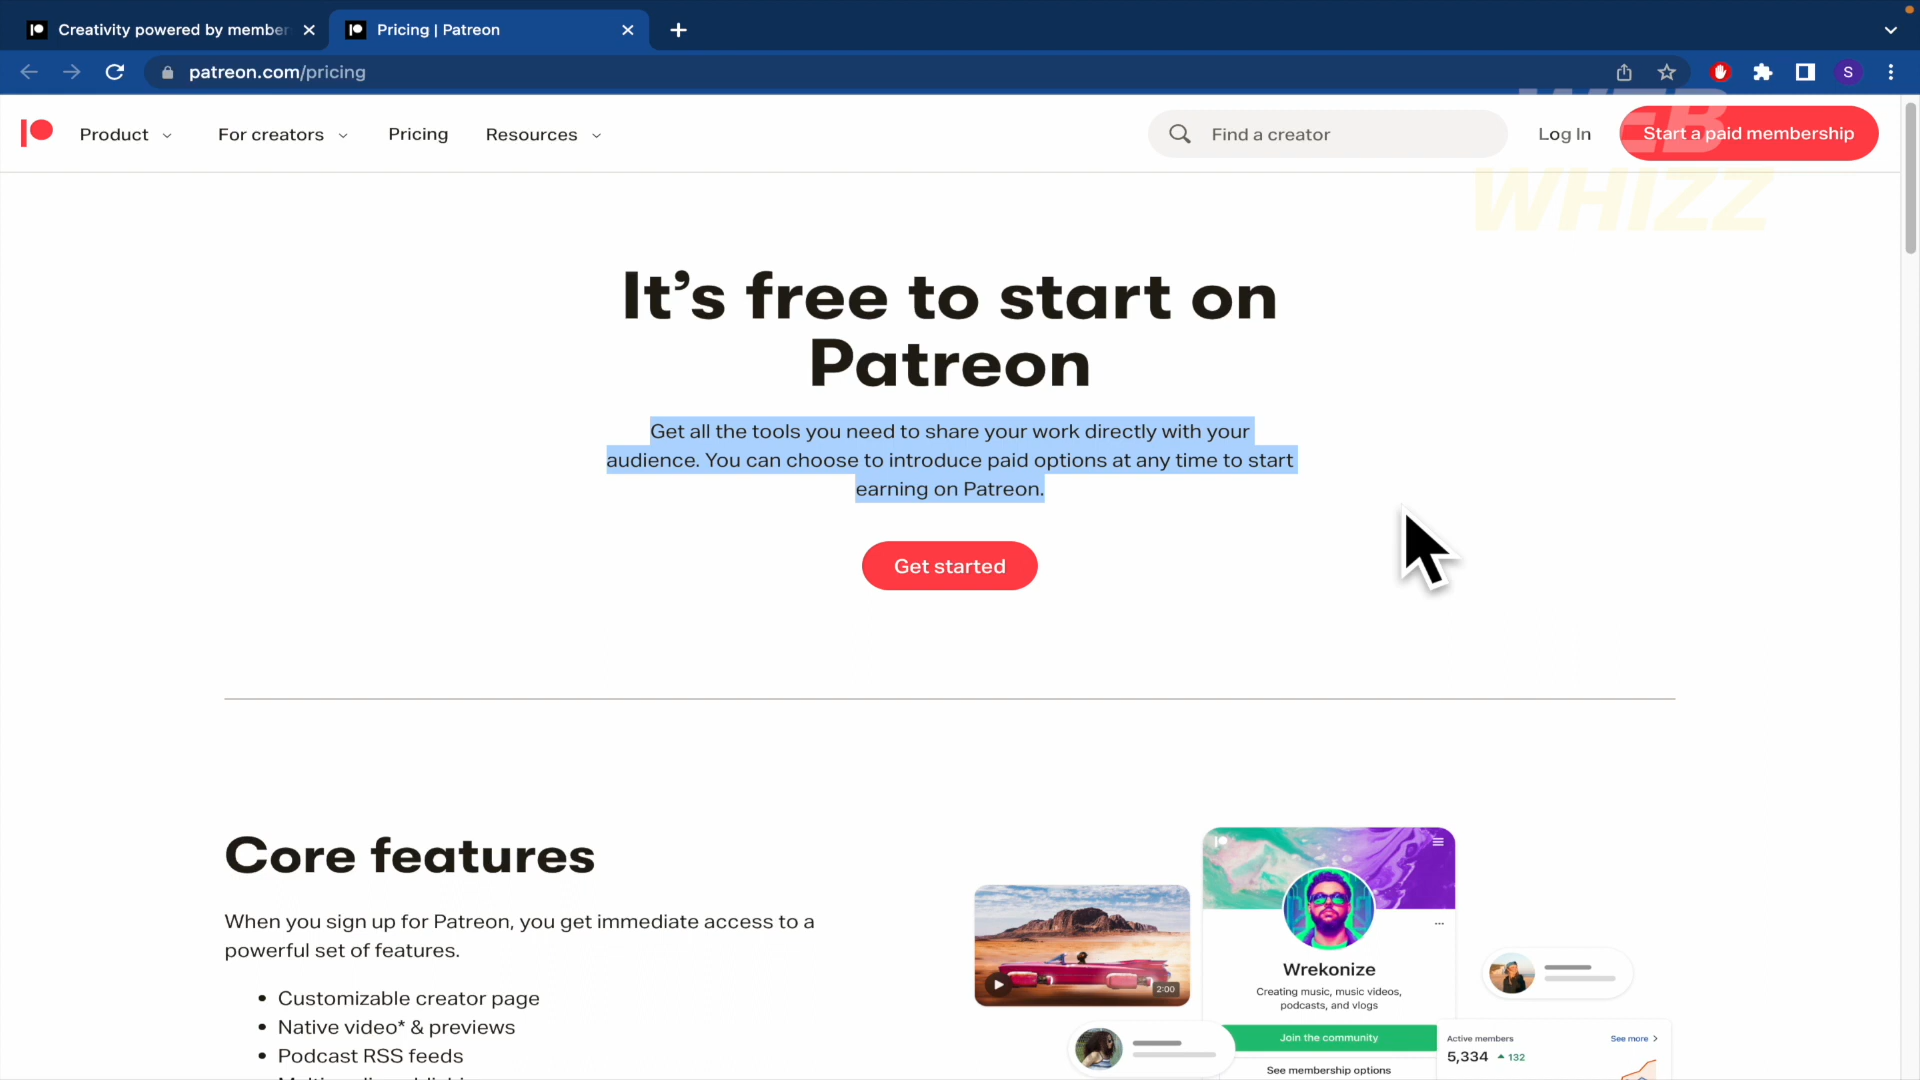 Creativity powered by member
Pricing | Patreon
patreon.com/pricing
S
Product
For creators
Pricing
Resources
Find a creator
Log In
Start a paid membership
WEB
WHIZZ
It’s free to start on
Patreon
Get all the tools you need to share your work directly with your
audience. You can choose to introduce paid options at any time to start
earning on Patreon.
Get started
Core features
When you sign up for Patreon, you get immediate access to a
powerful set of features.
• Customizable creator page
• Native video* & previews
• Podcast RSS feeds
2:00
Wrekonize
Creating music, music videos,
podcasts, and vlogs
Join the community
See membership options
Active members
See more
5,334 132